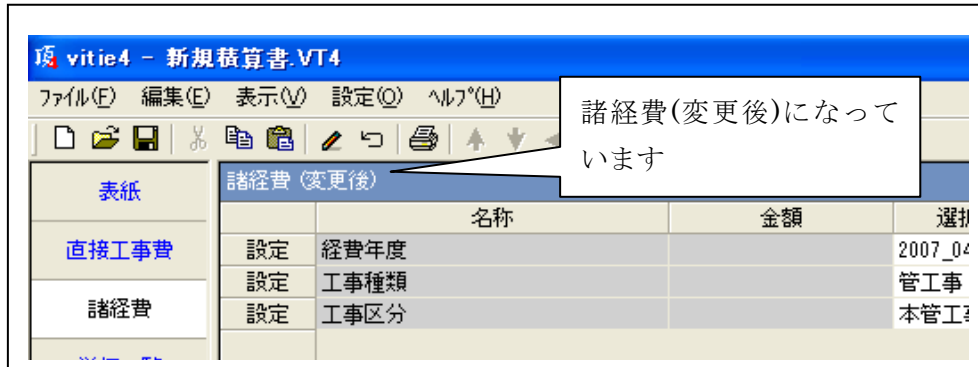 頂 vitie4 - 新規積算書.VT4
ファイル(F) 編集(E) 表示(V) 設定(O) ヘルプ(H)
諸経費(変更後)になって
います
表紙
諸経費 (変更後)
名称 金額
直接工事費
設定 経費年度 2007_04
設定 工事種類 管工事
諸経費
設定 工事区分 本管工